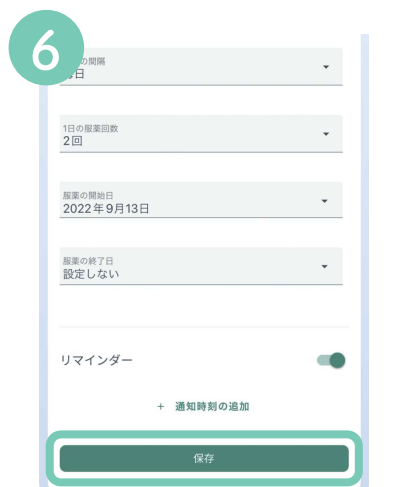 6
の間隔
日
1日の服薬回数
2回
服薬の開始日
2022年9月13日
服薬の終了日
設定しない
リマインダー
+ 通知時刻の追加
保存